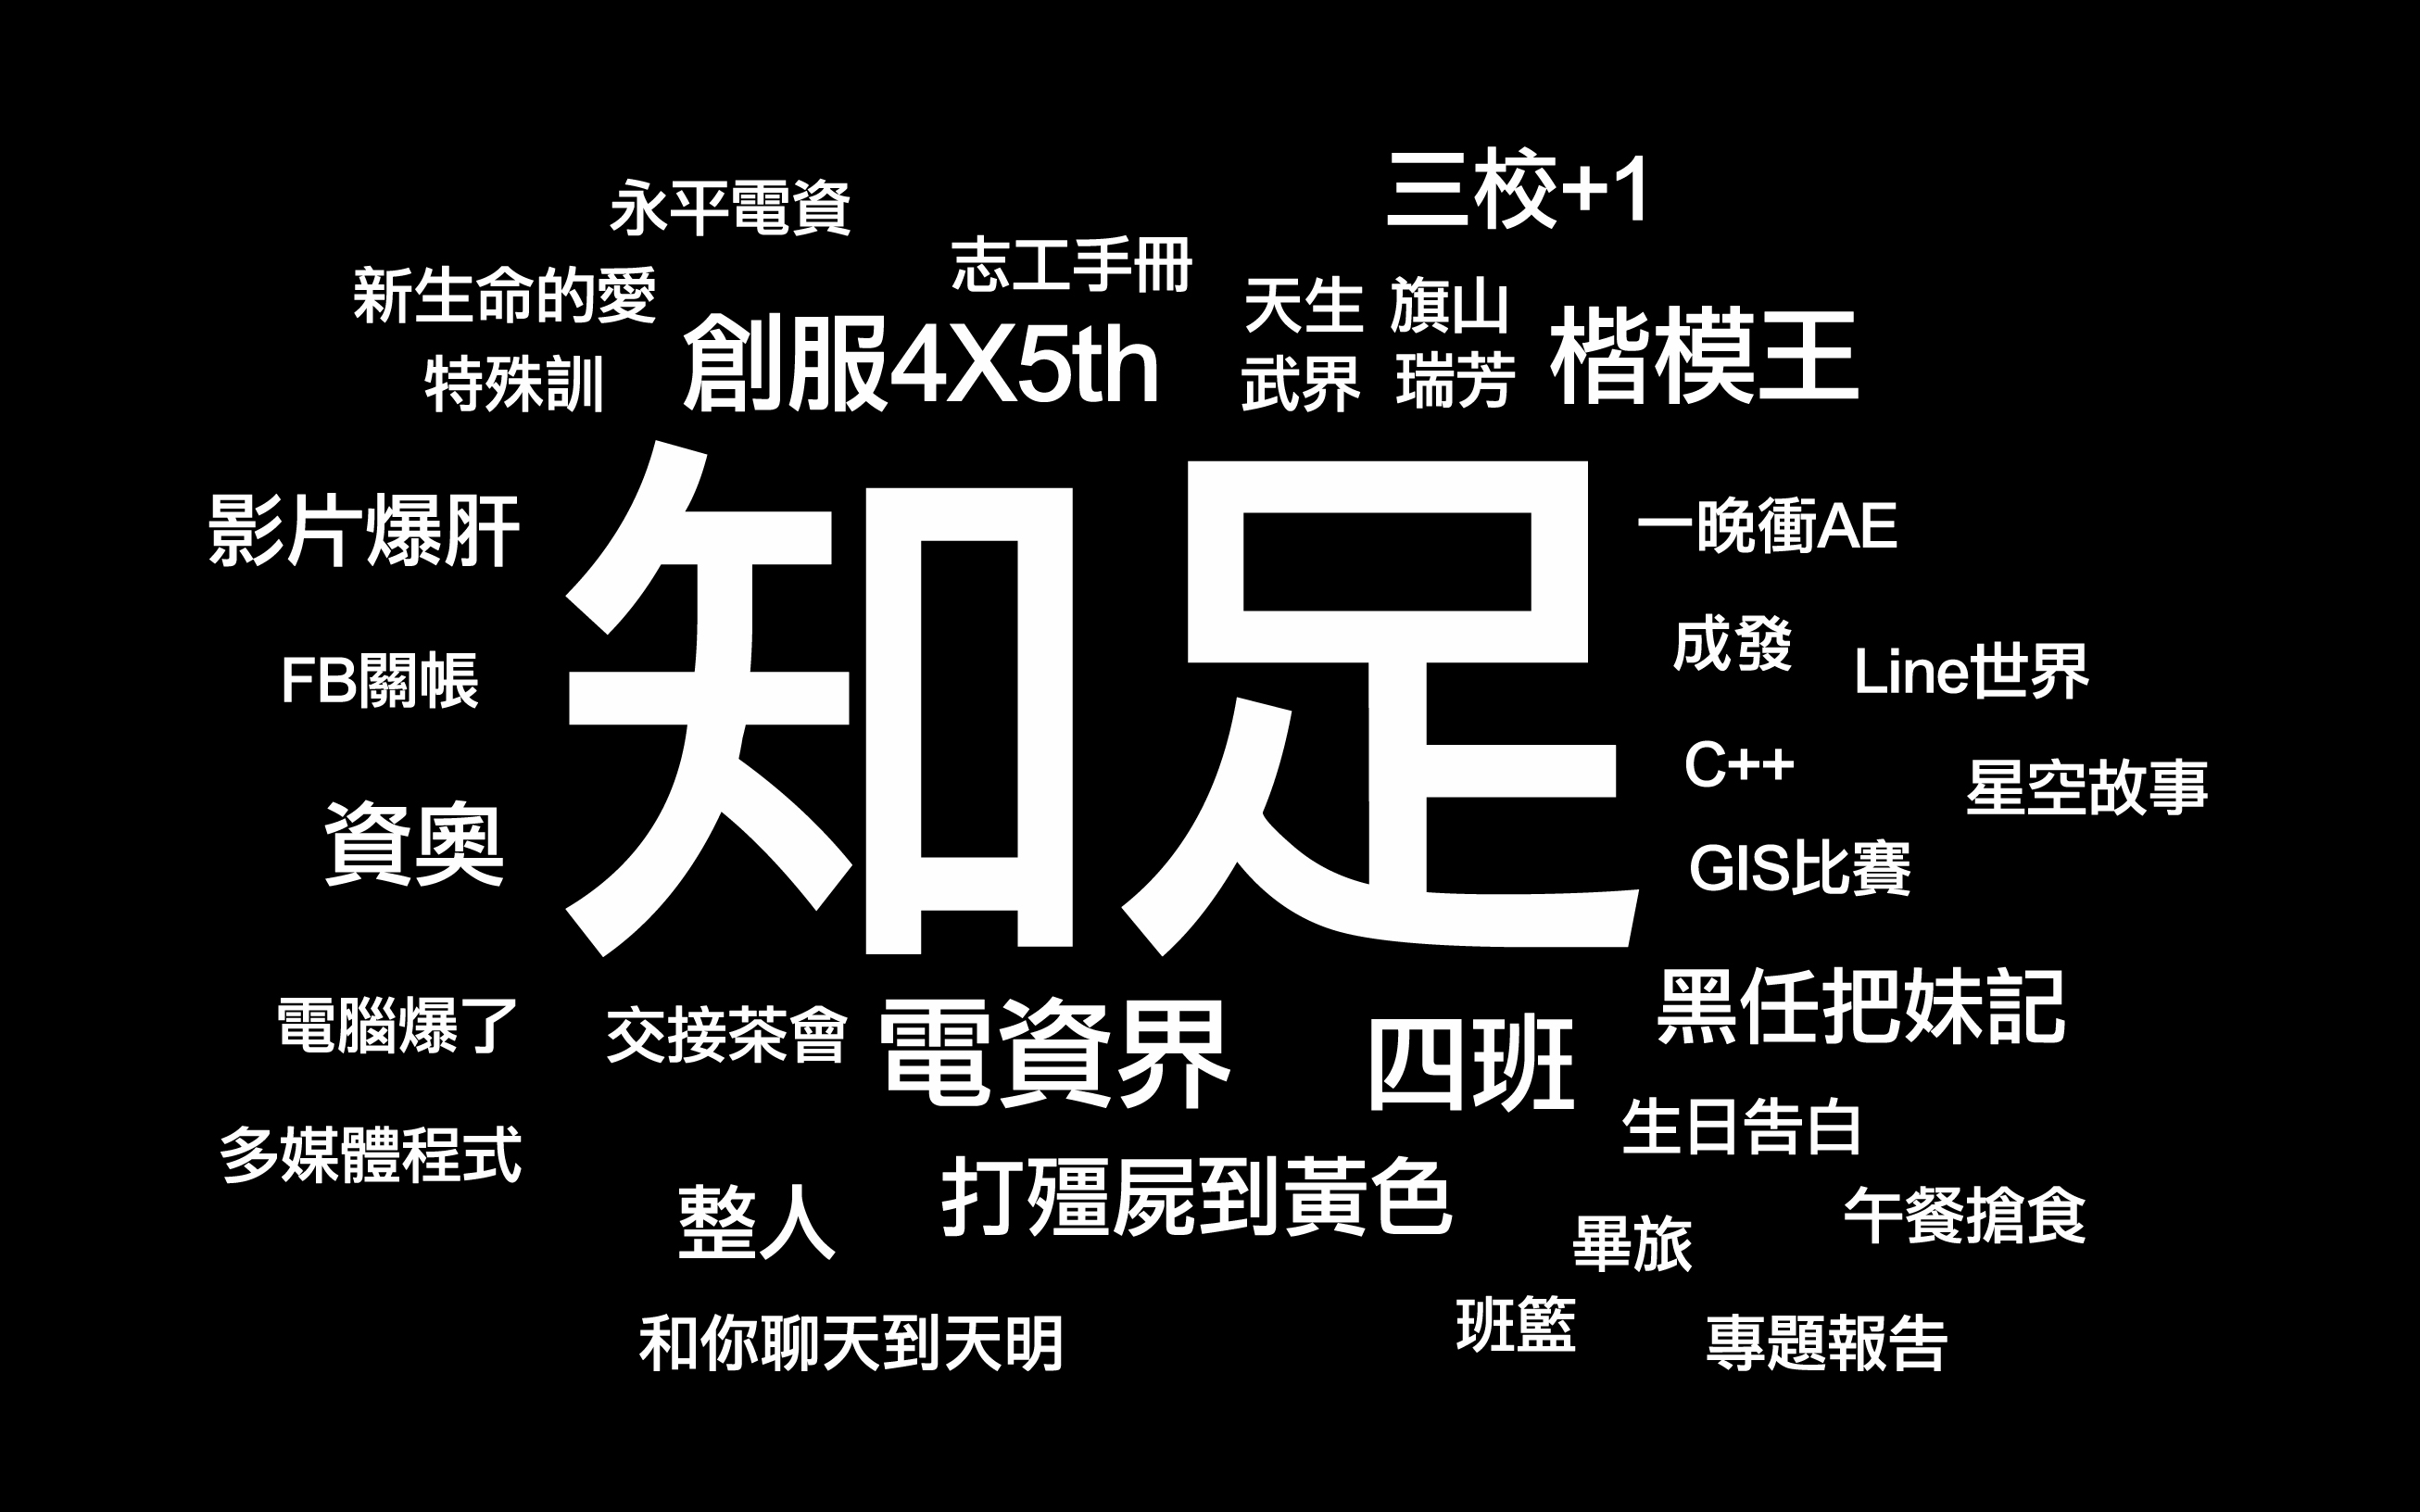 三校+1
永平電資
志工手冊
新生命的愛
天生
旗山
楷模王
特殊訓
創服4X5th
武界
瑞芳
知足
影片爆肝
一晚衝AE
成發
Line世界
FB關帳
C++
星空故事
資奧
GIS比賽
黑任把妹記
電腦爆了
交接茶會
電資界
四班
生日告白
多媒體程式
打殭屍到黃色
整人
午餐搶食
畢旅
班籃
和你聊天到天明
專題報告